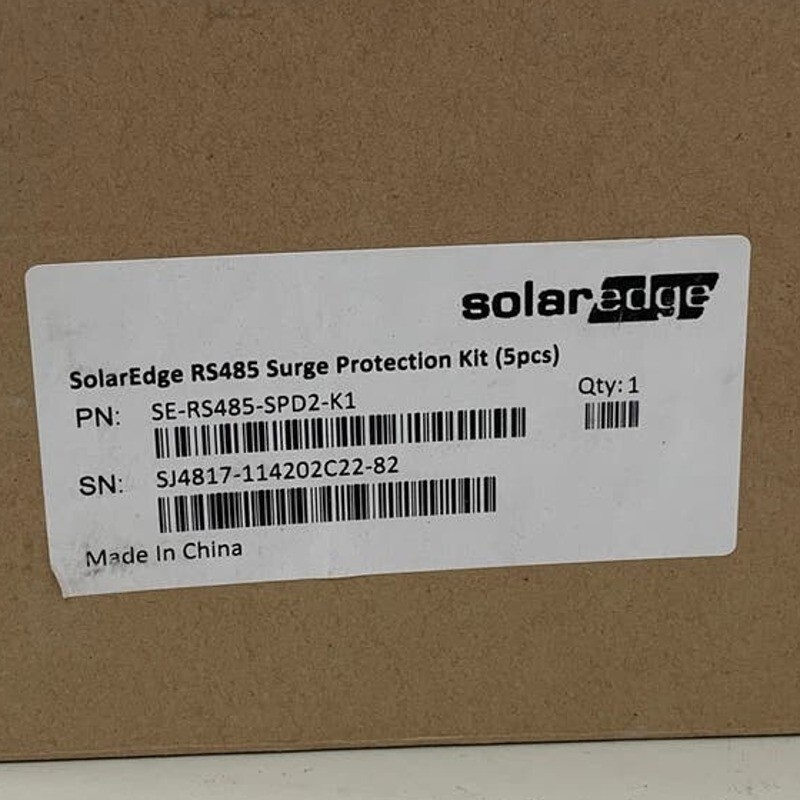 solaredge
SolarEdge RS485 Surge Protection Kit (5pcs)
PN: SE-RS485-SPD2-K1
Qty: 1
SN: SJ4817-114202C22-82
Made In China